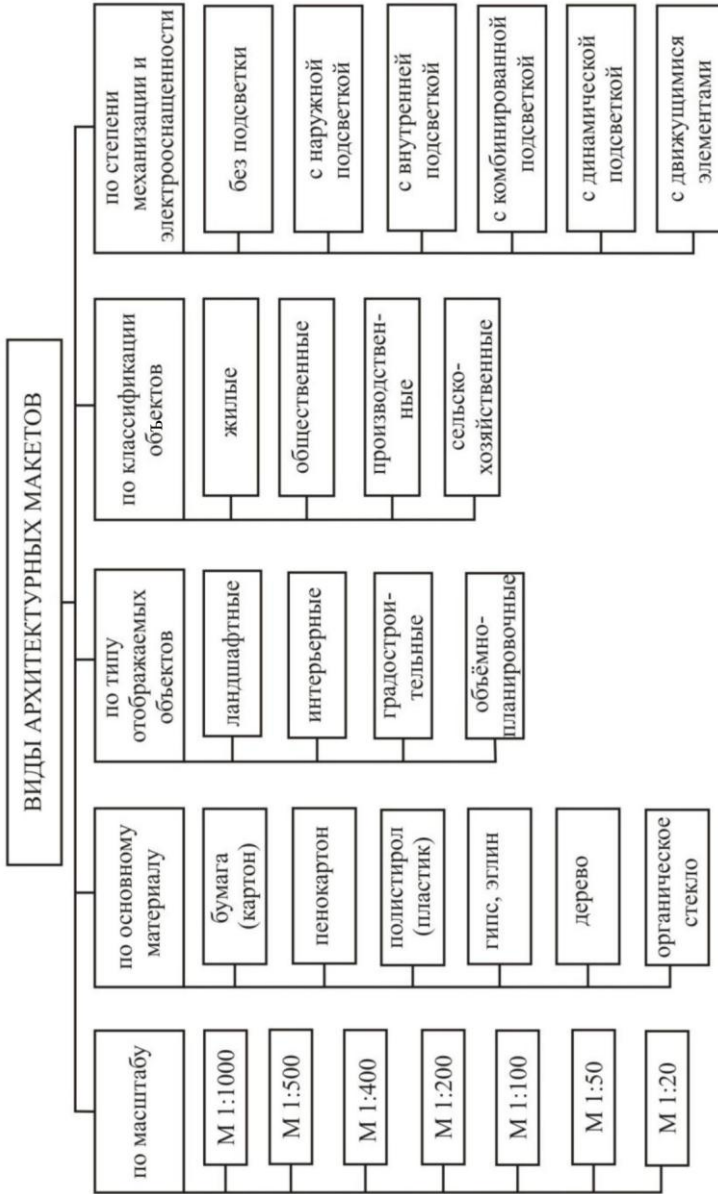 ВИДЫ АРХИТЕКТУРНЫХ МАКЕТОВ
по масштабу
М 1:1000
М 1:500
М 1:400
М 1:200
М 1:100
М 1:50
М 1:20
по основному
материалу
бумага
(картон)
пенокартон
полистирол
(пластик)
гипс, эглин
дерево
органическое
стекло
по типу
отображаемых
объектов
ландшафтные
интерьерные
градострои-
тельные
объёмно-
планировочные
по классификации
объектов
жилые
общественные
производствен-
ные
сельско-
хозяйственные
по степени
механизации и
электрооснащенности
без подсветки
с наружной
подсветкой
с внутренней
подсветкой
с комбинированной
подсветкой
с динамической
подсветкой
с движущимися
элементами